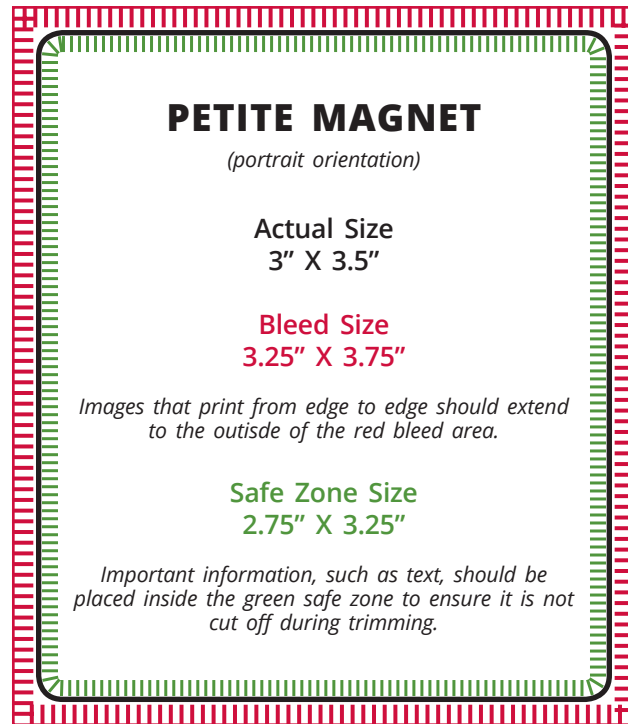 PETITE MAGNET
(portrait orientation)
Actual Size
3” X 3.5”
Bleed Size
3.25” X 3.75”
Images that print from edge to edge should extend
to the outisde of the red bleed area.
Safe Zone Size
2.75” X 3.25”
Important information, such as text, should be
placed inside the green safe zone to ensure it is not
cut off during trimming.